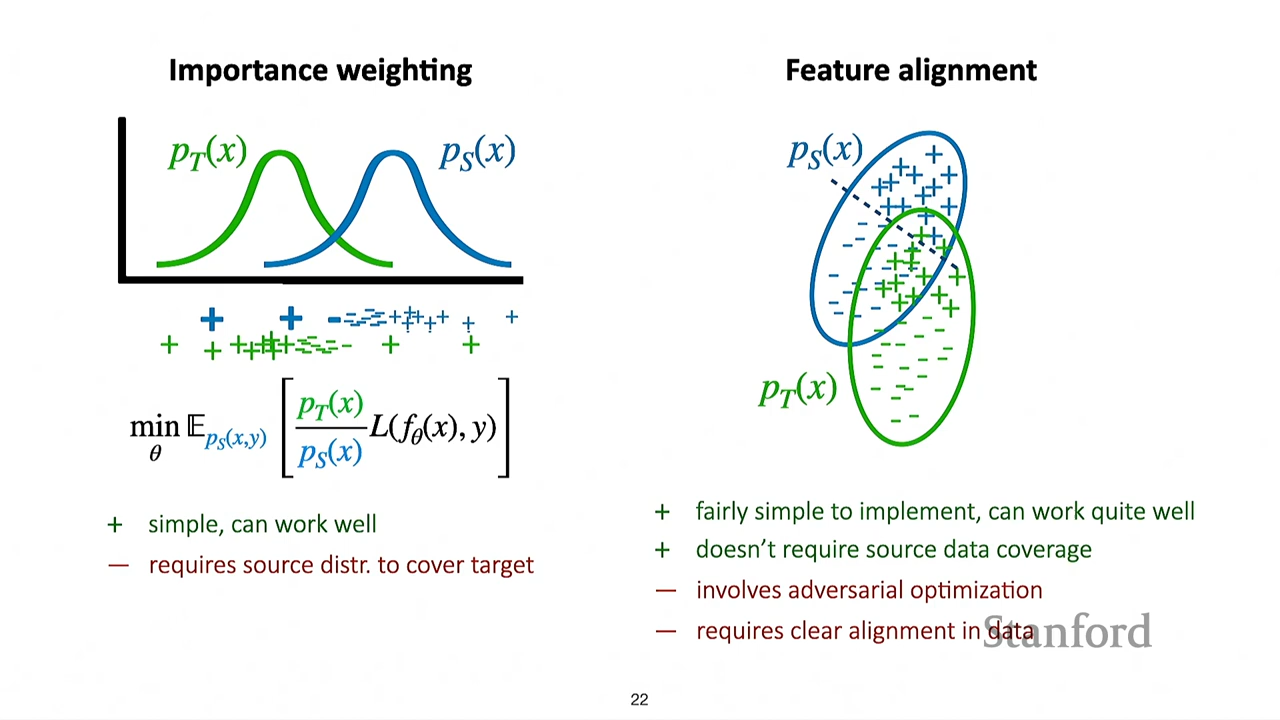 Importance weighting
p_T(x)
p_S(x)
min_θ 𝔼_{p_S(x,y)} [ p_T(x) / p_S(x) L(f_θ(x), y) ]
+ simple, can work well
— requires source distr. to cover target
Feature alignment
p_S(x)
p_T(x)
+ fairly simple to implement, can work quite well
+ doesn’t require source data coverage
— involves adversarial optimization
— requires clear alignment in data
Stanford
22